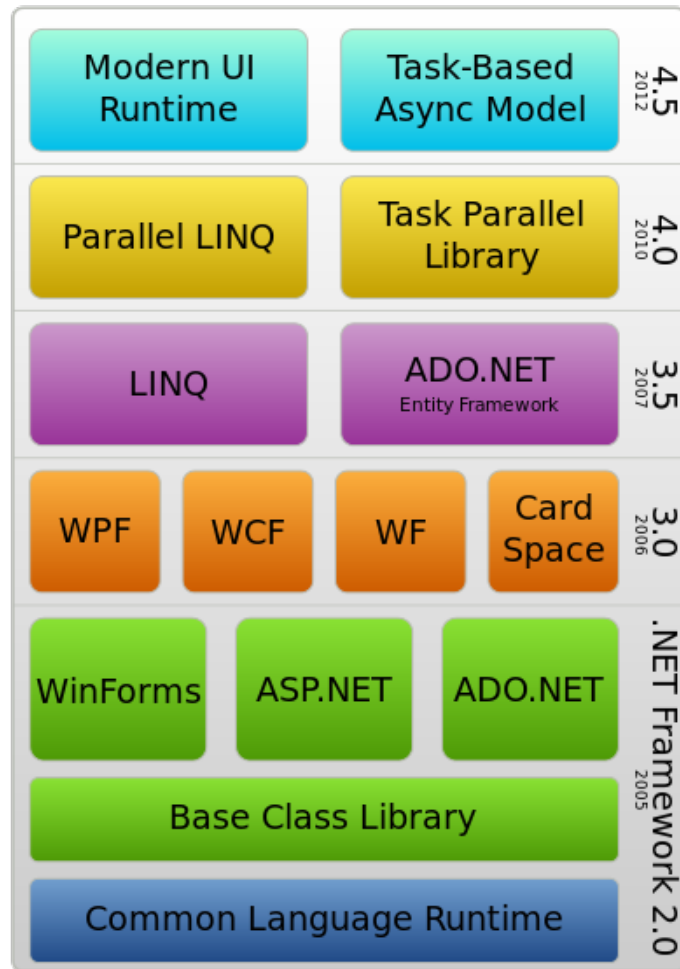 Modern UI
Runtime
Task-Based
Async Model
4.5
2012
Parallel LINQ
Task Parallel
Library
4.0
2010
LINQ
ADO.NET
Entity Framework
3.5
2007
WPF
WCF
WF
Card
Space
3.0
2006
WinForms
ASP.NET
ADO.NET
Base Class Library
Common Language Runtime
.NET Framework 2.0
2005